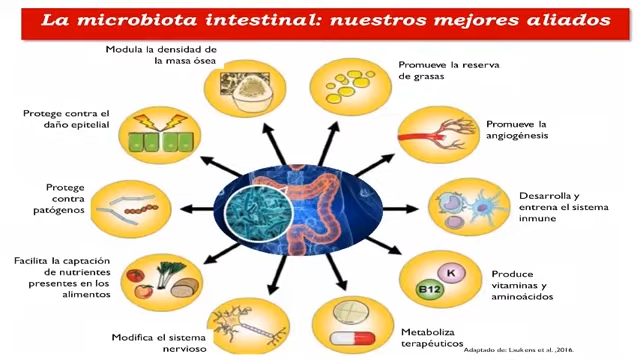 La microbiota intestinal: nuestros mejores aliados
Modula la densidad de
la masa ósea
Promueve la reserva
de grasas
Protege contra el
daño epitelial
Promueve la
angiogénesis
Protege
contra
patógenos
Desarrolla y
entrena el sistema
inmune
Facilita la captación
de nutrientes
presentes en los
alimentos
K
B12
Produce
vitaminas y
aminoácidos
Modifica el sistema
nervioso
Metaboliza
terapéuticos
Adaptado de: Laukens et al. ,2016.